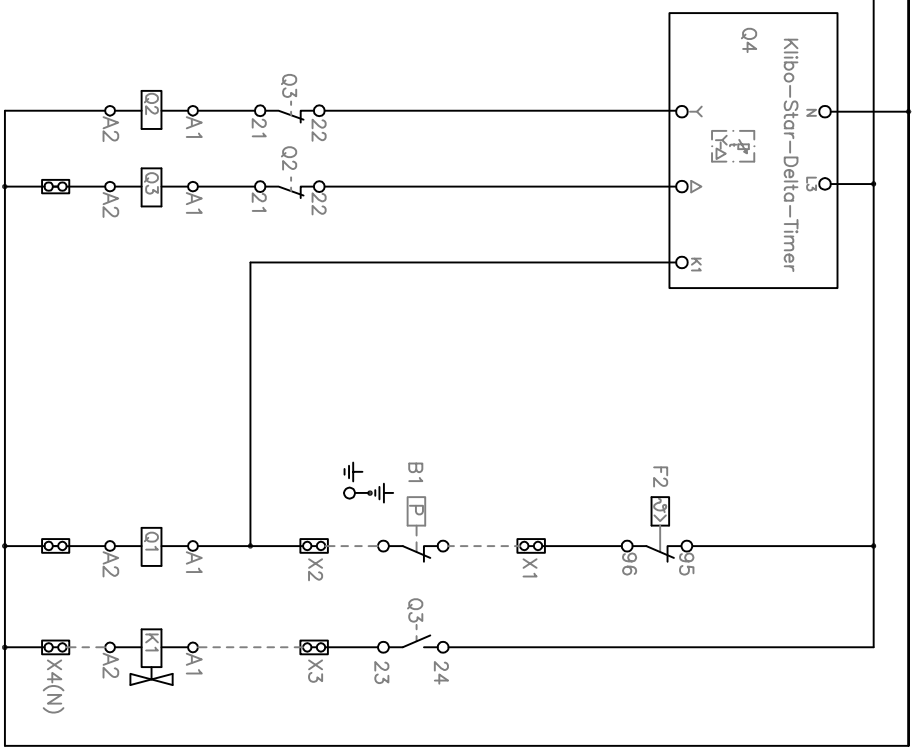 N
L3
Klibo-Star-Delta-Timer
Q4
Y-Δ
Y
Δ
K1
95
F2
ϑ>
96
X1
24
Q3
23
B1
P
22
22
X2
X3
Q3
Q2
21
21
A1
A1
A1
A1
Q2
Q3
Q1
K1
A2
A2
A2
A2
X4(N)